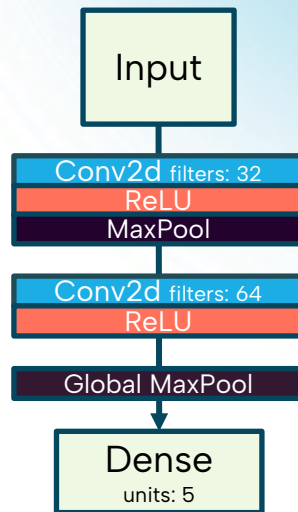 Input
Conv2d filters: 32
ReLU
MaxPool
Conv2d filters: 64
ReLU
Global MaxPool
Dense
units: 5